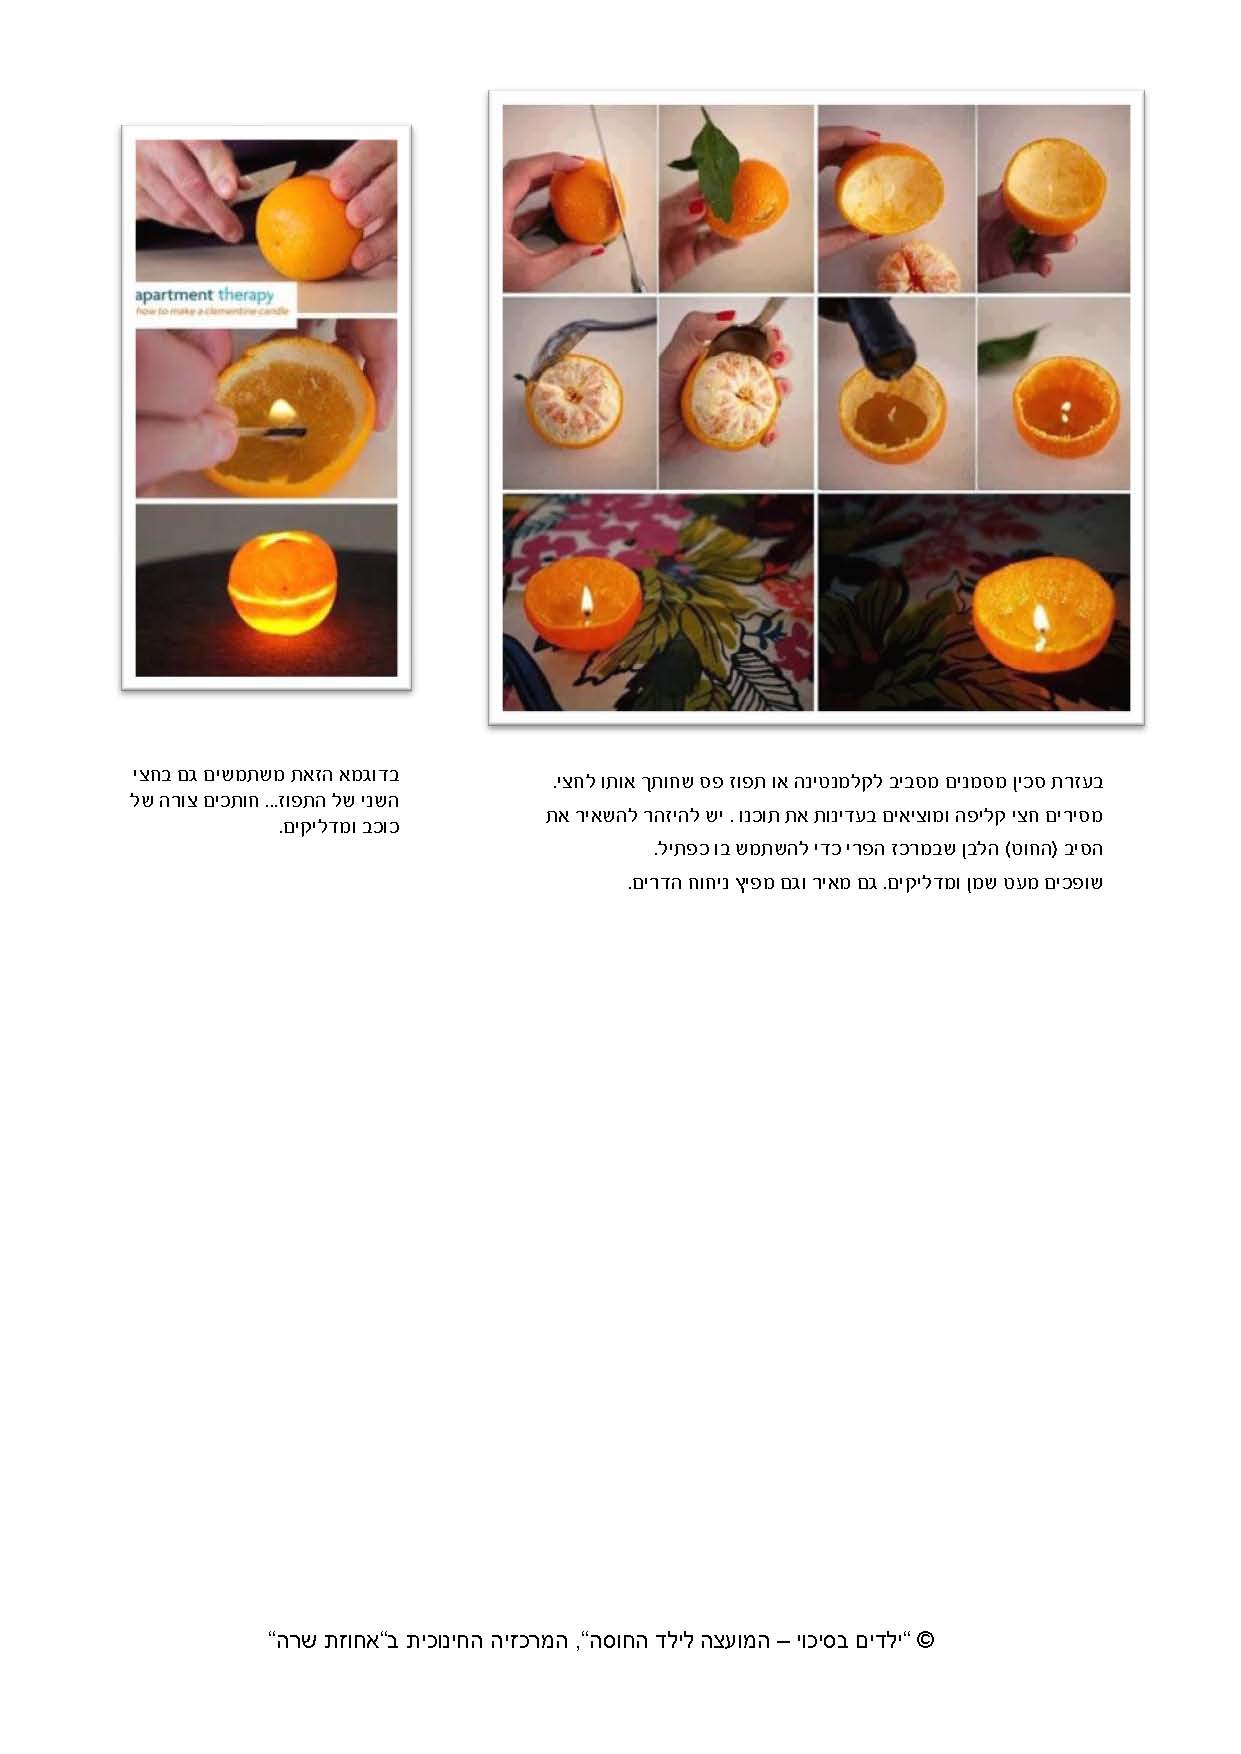 apartment therapy
how to make a clementine candle
בעזרת סכין מסמנים מסביב לקלמנטינה או תפוז פס שחותך אותו לחצי.
מסירים חצי קליפה ומוציאים בעדינות את תוכנו . יש להיזהר להשאיר את
הסיב (החוט) הלבן שבמרכז הפרי כדי להשתמש בו כפתיל.
שופכים מעט שמן ומדליקים. גם מאיר וגם מפיץ ניחוח הדרים.
בדוגמא הזאת משתמשים גם בחצי
השני של התפוז... חותכים צורה של
כוכב ומדליקים.
© "ילדים בסיכוי – המועצה לילד החוסה", המרכזיה החינוכית ב"אחוזת שרה"